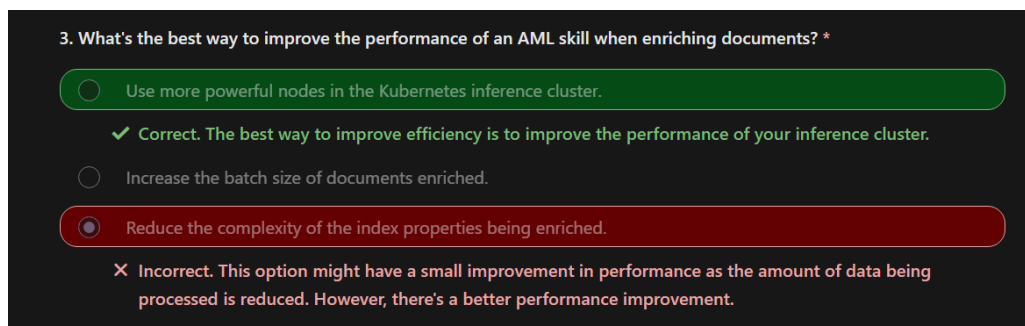 3. What's the best way to improve the performance of an AML skill when enriching documents? *
Use more powerful nodes in the Kubernetes inference cluster.
✓ Correct. The best way to improve efficiency is to improve the performance of your inference cluster.
Increase the batch size of documents enriched.
Reduce the complexity of the index properties being enriched.
✕ Incorrect. This option might have a small improvement in performance as the amount of data being
processed is reduced. However, there's a better performance improvement.